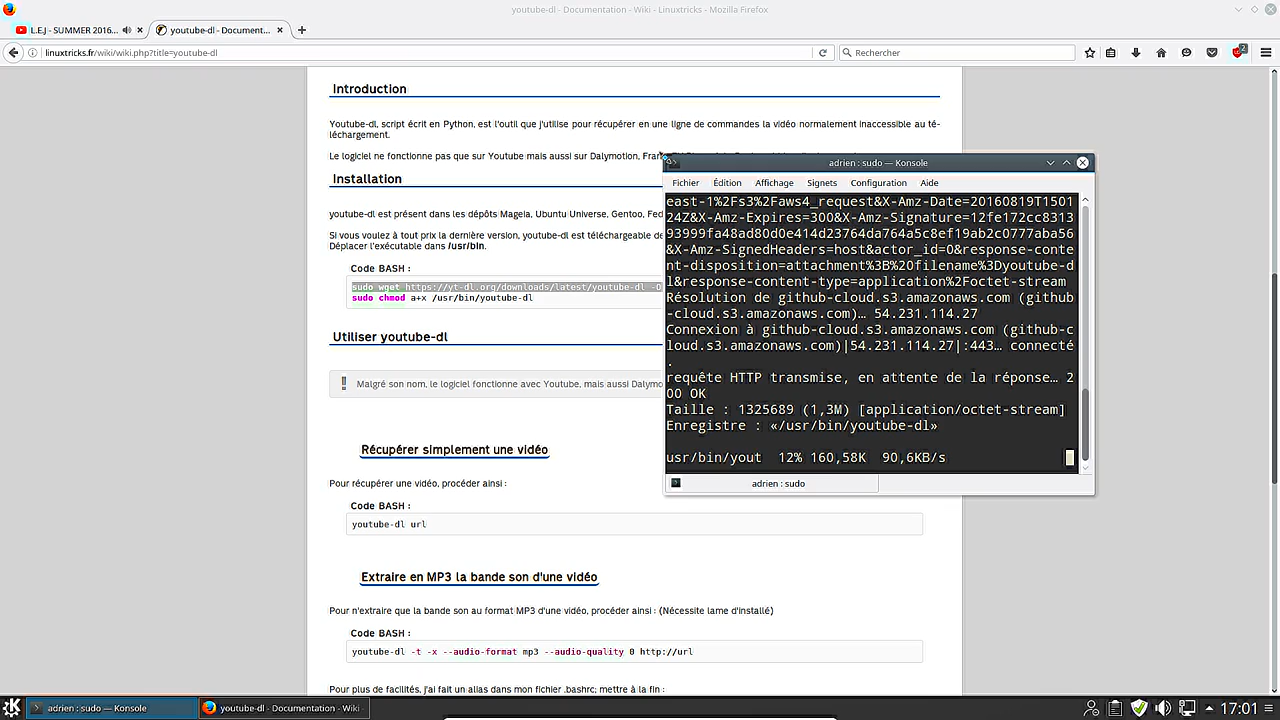 youtube-dl - Documentation - Wiki - Linuxtricks - Mozilla Firefox
L.E.J - SUMMER 2016...
youtube-dl - Document...
linuxtricks.fr/wiki/wiki.php?title=youtube-dl
Rechercher
2
Introduction
Youtube-dl, script écrit en Python, est l'outil que j'utilise pour récupérer en une ligne de commandes la vidéo normalement inaccessible au té-
léchargement.
Le logiciel ne fonctionne pas que sur Youtube mais aussi sur Dalymotion,
Installation
youtube-dl est présent dans les dépôts Mageia, Ubuntu Universe, Gentoo, Fed
Si vous voulez à tout prix la dernière version, youtube-dl est téléchargeable de
Déplacer l'exécutable dans /usr/bin.
Code BASH :
sudo wget https://yt-dl.org/downloads/latest/youtube-dl -O
sudo chmod a+x /usr/bin/youtube-dl
Utiliser youtube-dl
Malgré son nom, le logiciel fonctionne avec Youtube, mais aussi Dalymo
Récupérer simplement une vidéo
Pour récupérer une vidéo, procéder ainsi :
Code BASH :
youtube-dl url
Extraire en MP3 la bande son d'une vidéo
Pour n'extraire que la bande son au format MP3 d'une vidéo, procéder ainsi : (Nécessite lame d'installé)
Code BASH :
youtube-dl -t -x --audio-format mp3 --audio-quality 0 http://url
Pour plus de facilités, j'ai fait un alias dans mon fichier .bashrc; mettre à la fin :
adrien : sudo — Konsole
Fichier Édition Affichage Signets Configuration Aide
east-1%2Fs3%2Faws4_request&X-Amz-Date=20160819T1501
24Z&X-Amz-Expires=300&X-Amz-Signature=12fe172cc8313
93999fa48ad80d0e414d23764da764a5c8ef19ab2c0777aba56
&X-Amz-SignedHeaders=host&actor_id=0&response-conte
nt-disposition=attachment%3B%20filename%3Dyoutube-d
l&response-content-type=application%2Foctet-stream
Résolution de github-cloud.s3.amazonaws.com (github
-cloud.s3.amazonaws.com)… 54.231.114.27
Connexion à github-cloud.s3.amazonaws.com (github-c
loud.s3.amazonaws.com)|54.231.114.27|:443… connecté
.
requête HTTP transmise, en attente de la réponse… 2
00 OK
Taille : 1325689 (1,3M) [application/octet-stream]
Enregistre : «/usr/bin/youtube-dl»
usr/bin/yout 12% 160,58K 90,6KB/s
adrien : sudo
adrien : sudo — Konsole
youtube-dl - Documentation - Wiki
17:01